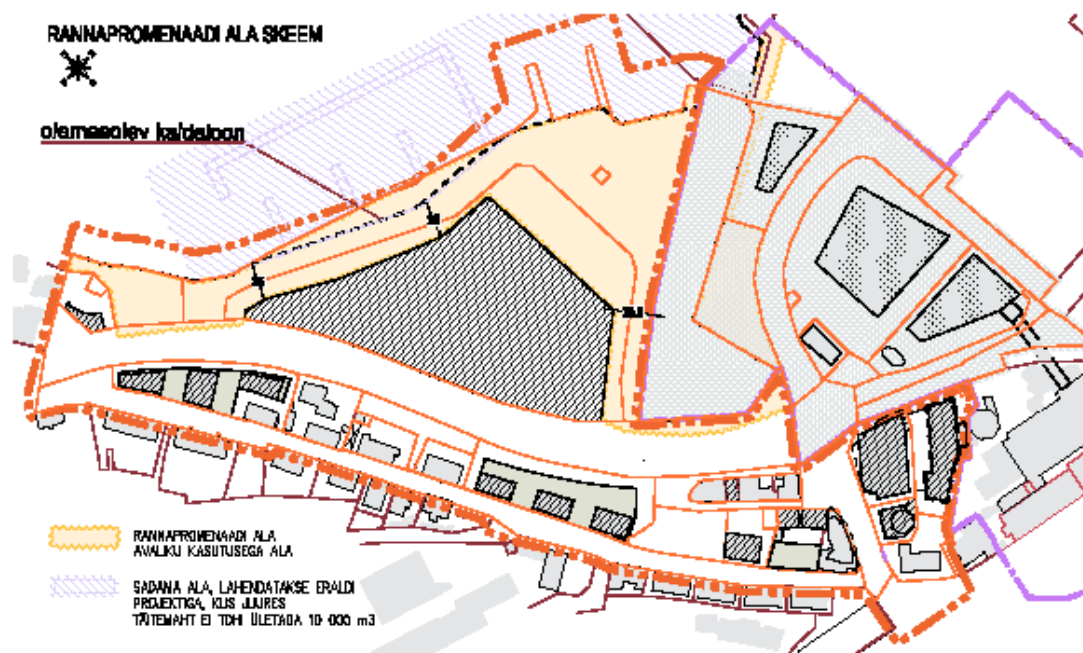 RANNAPROMENAADI ALA SKEEM
olemasolev kaldajoon
RANNAPROMENAADI ALA
AVALIKU KASUTUSEGA ALA
SADAMA ALA, LAHENDATAKSE ERALDI
PROJEKTIGA, KUS JUURES
TÄITEMAHT EI TOHI ÜLETADA 10 000 m3